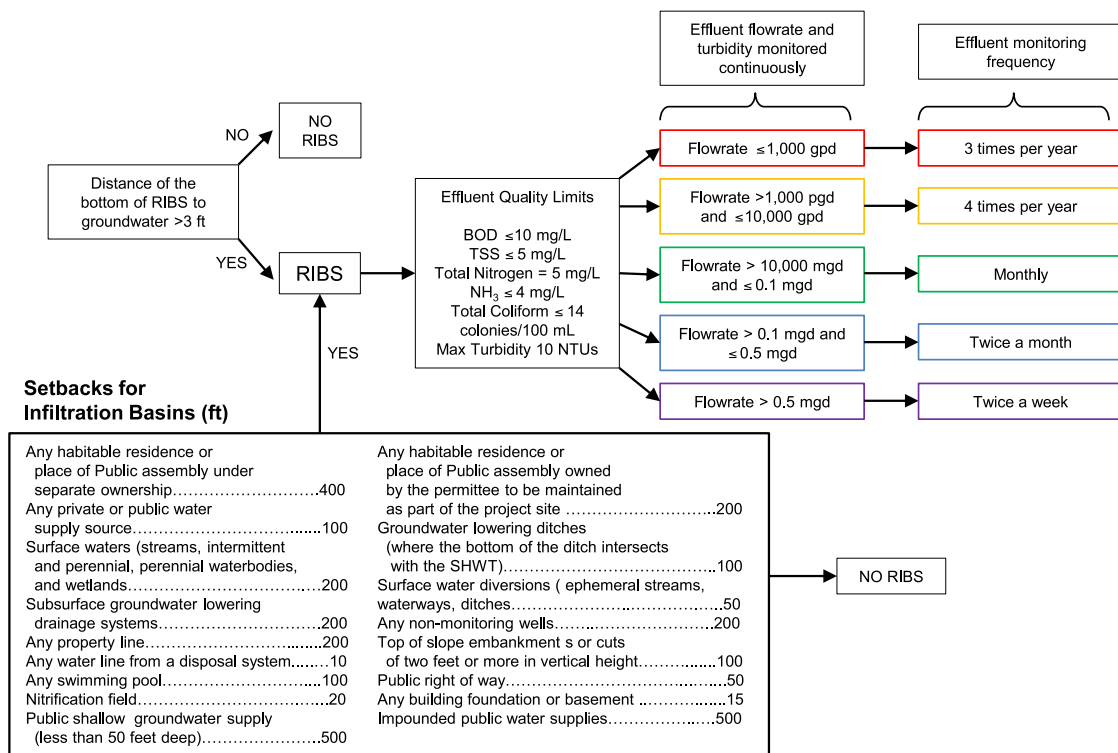 Effluent flowrate and
turbidity monitored
continuously
Effluent monitoring
frequency
NO
NO
RIBS
Distance of the
bottom of RIBS to
groundwater >3 ft
YES
RIBS
Effluent Quality Limits
BOD ≤10 mg/L
TSS ≤ 5 mg/L
Total Nitrogen = 5 mg/L
NH₃ ≤ 4 mg/L
Total Coliform ≤ 14
colonies/100 mL
Max Turbidity 10 NTUs
Flowrate ≤1,000 gpd
3 times per year
Flowrate >1,000 pgd
and ≤10,000 gpd
4 times per year
Flowrate > 10,000 mgd
and ≤ 0.1 mgd
Monthly
Flowrate > 0.1 mgd and
≤0.5 mgd
Twice a month
Flowrate > 0.5 mgd
Twice a week
YES
Setbacks for
Infiltration Basins (ft)
Any habitable residence or
place of Public assembly under
separate ownership..............................400
Any private or public water
supply source.....................................100
Surface waters (streams, intermittent
and perennial, perennial waterbodies,
and wetlands......................................200
Subsurface groundwater lowering
drainage systems...............................200
Any property line....................................200
Any water line from a disposal system.......10
Any swimming pool................................100
Nitrification field.....................................20
Public shallow groundwater supply
(less than 50 feet deep).......................500
Any habitable residence or
place of Public assembly owned
by the permittee to be maintained
as part of the project site ..............................200
Groundwater lowering ditches
(where the bottom of the ditch intersects
with the SHWT)............................................100
Surface water diversions ( ephemeral streams,
waterways, ditches...........................................50
Any non-monitoring wells...................................200
Top of slope embankment s or cuts
of two feet or more in vertical height................100
Public right of way..............................................50
Any building foundation or basement ..................15
Impounded public water supplies........................500
NO RIBS